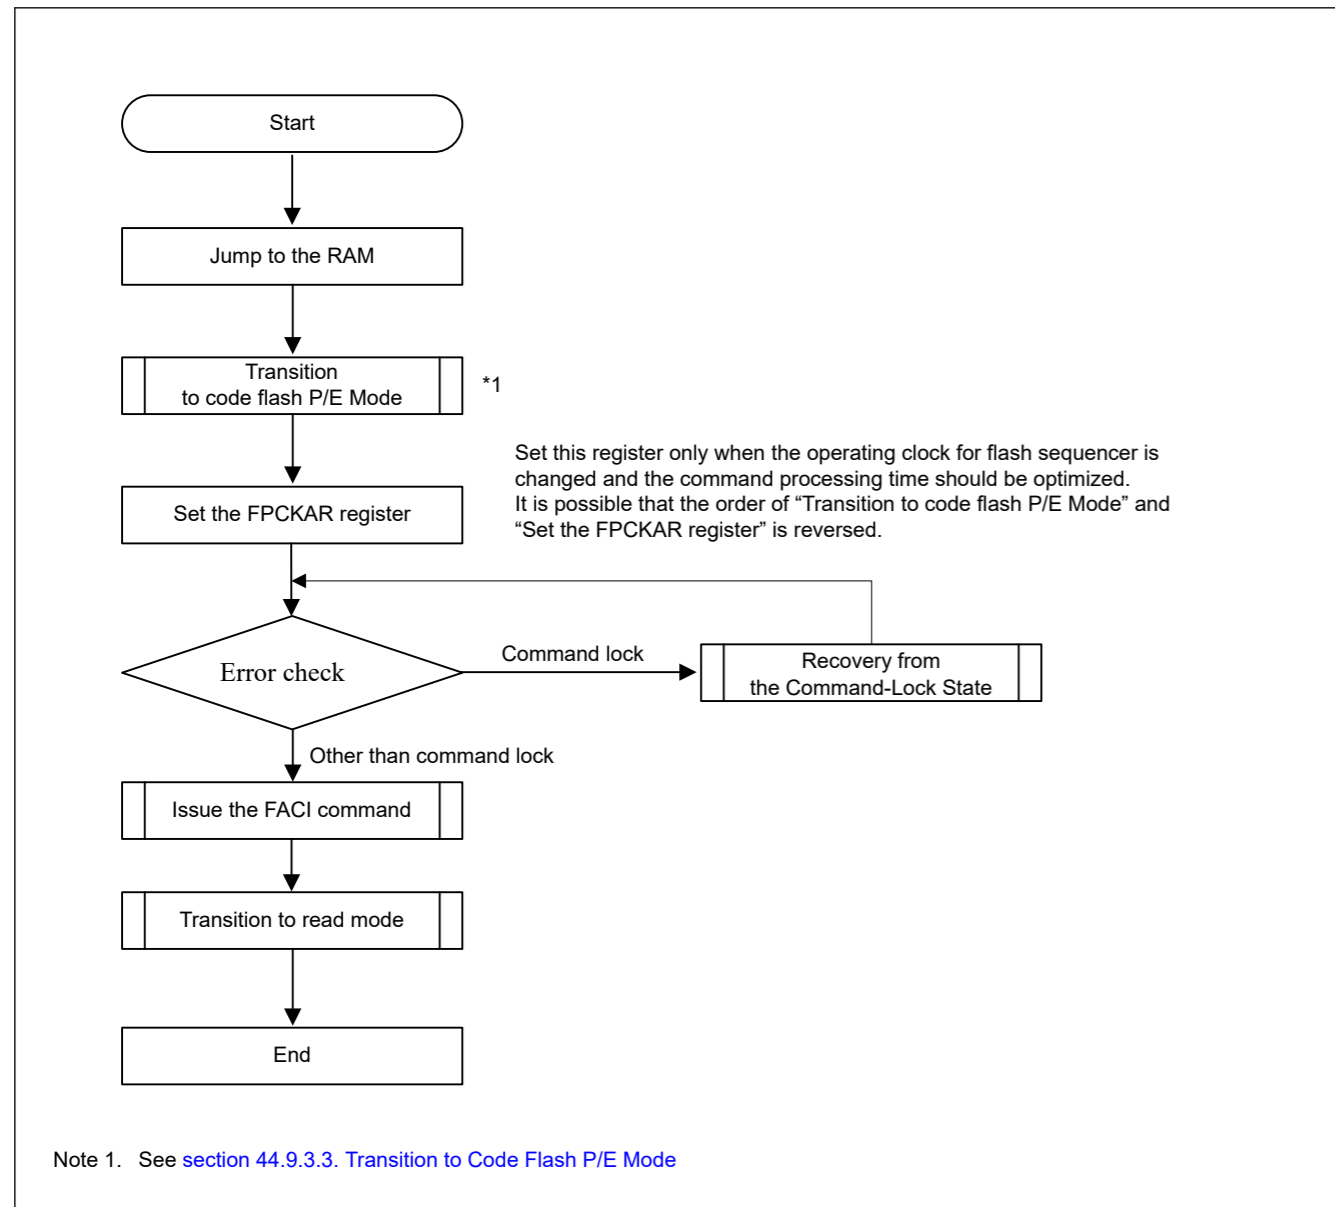 Start
Jump to the RAM
Transition
to code flash P/E Mode
*1
Set this register only when the operating clock for flash sequencer is
changed and the command processing time should be optimized.
It is possible that the order of “Transition to code flash P/E Mode” and
“Set the FPCKAR register” is reversed.
Set the FPCKAR register
Error check
Command lock
Recovery from
the Command-Lock State
Other than command lock
Issue the FACI command
Transition to read mode
End
Note 1. See section 44.9.3.3. Transition to Code Flash P/E Mode